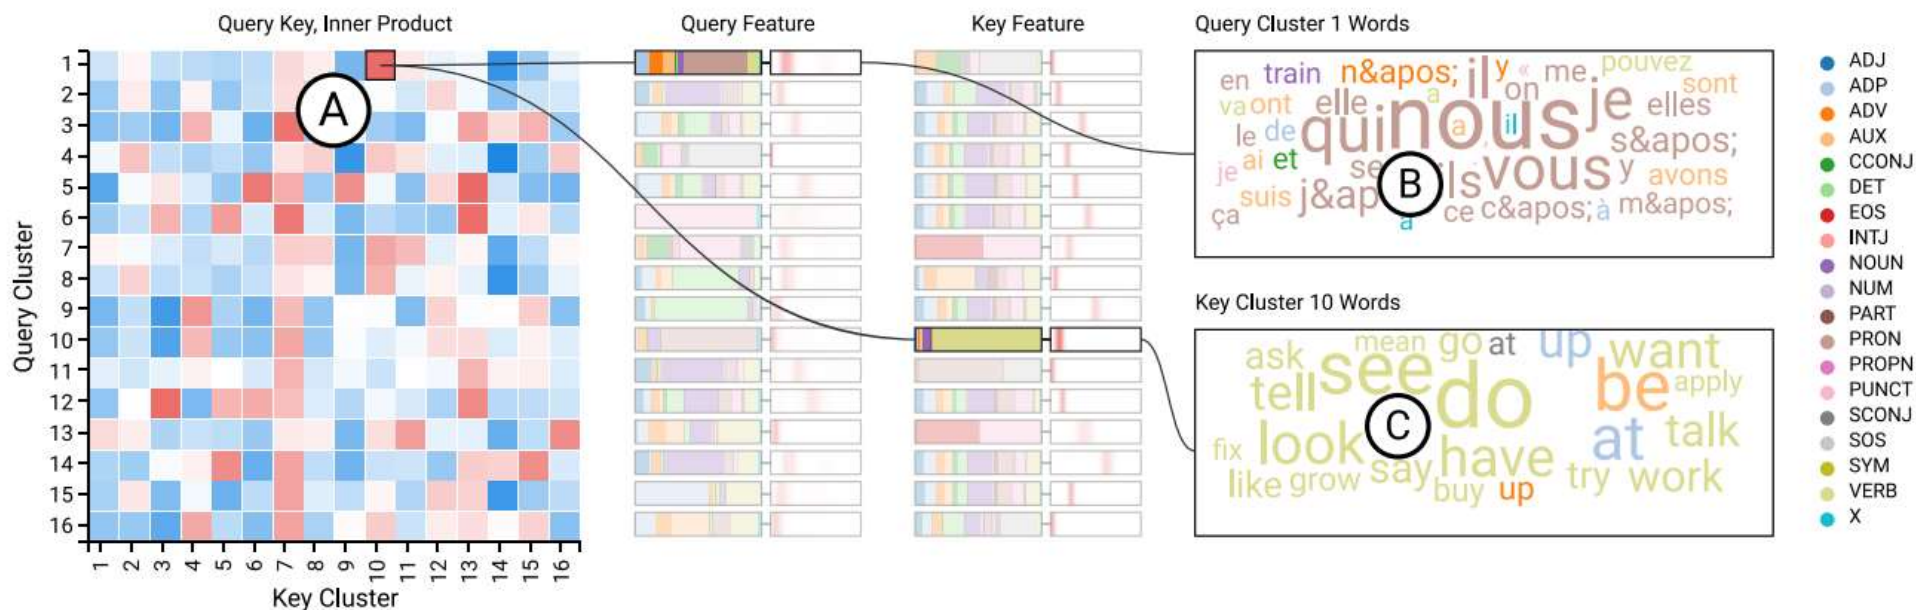 Query Key, Inner Product
Query Feature
Key Feature
Query Cluster 1 Words
Query Cluster
1
2
3
4
5
6
7
8
9
10
11
12
13
14
15
16
1 2 3 4 5 6 7 8 9 10 11 12 13 14 15 16
Key Cluster
A
en train n&apos; il y « me pouvez
va ont elle a on sont
qui nous je elles
le de a il s&apos;
je ai et se ils vous y avons
suis j&ap
B
ça à ce c&apos; à m&apos;
Key Cluster 10 Words
ask mean go at up want
tell see do be apply
C
fix look have at talk
like grow say buy up try work
ADJ
ADP
ADV
AUX
CCONJ
DET
EOS
INTJ
NOUN
NUM
PART
PRON
PROPN
PUNCT
SCONJ
SOS
SYM
VERB
X